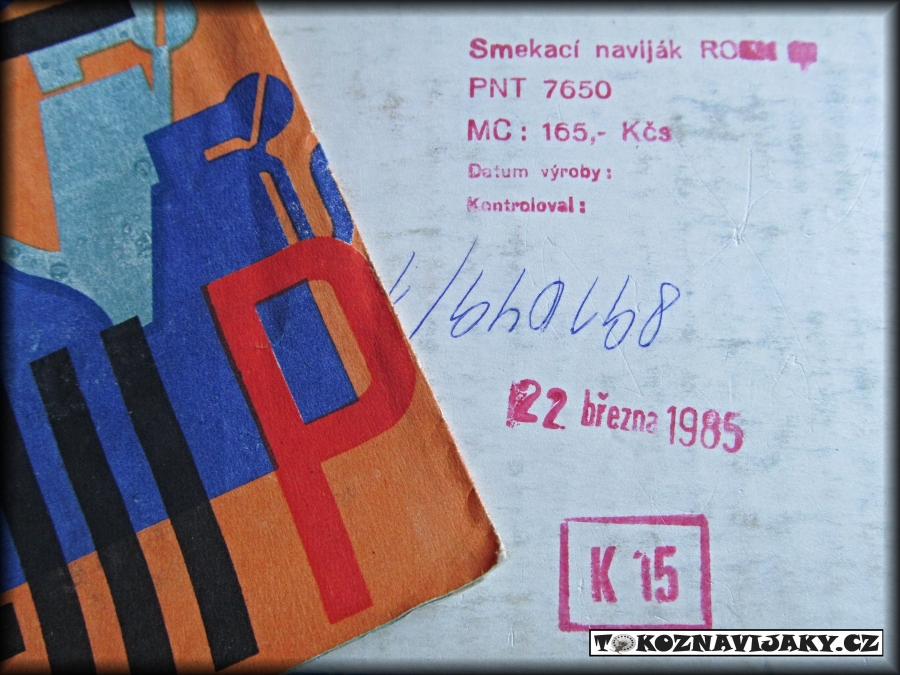 Smekací naviják
PNT 7650
MC: 165,- Kčs
Datum výroby:
Kontroloval:
22 března 1985
K 15
P
TOKOZNAVIJAKY.CZ